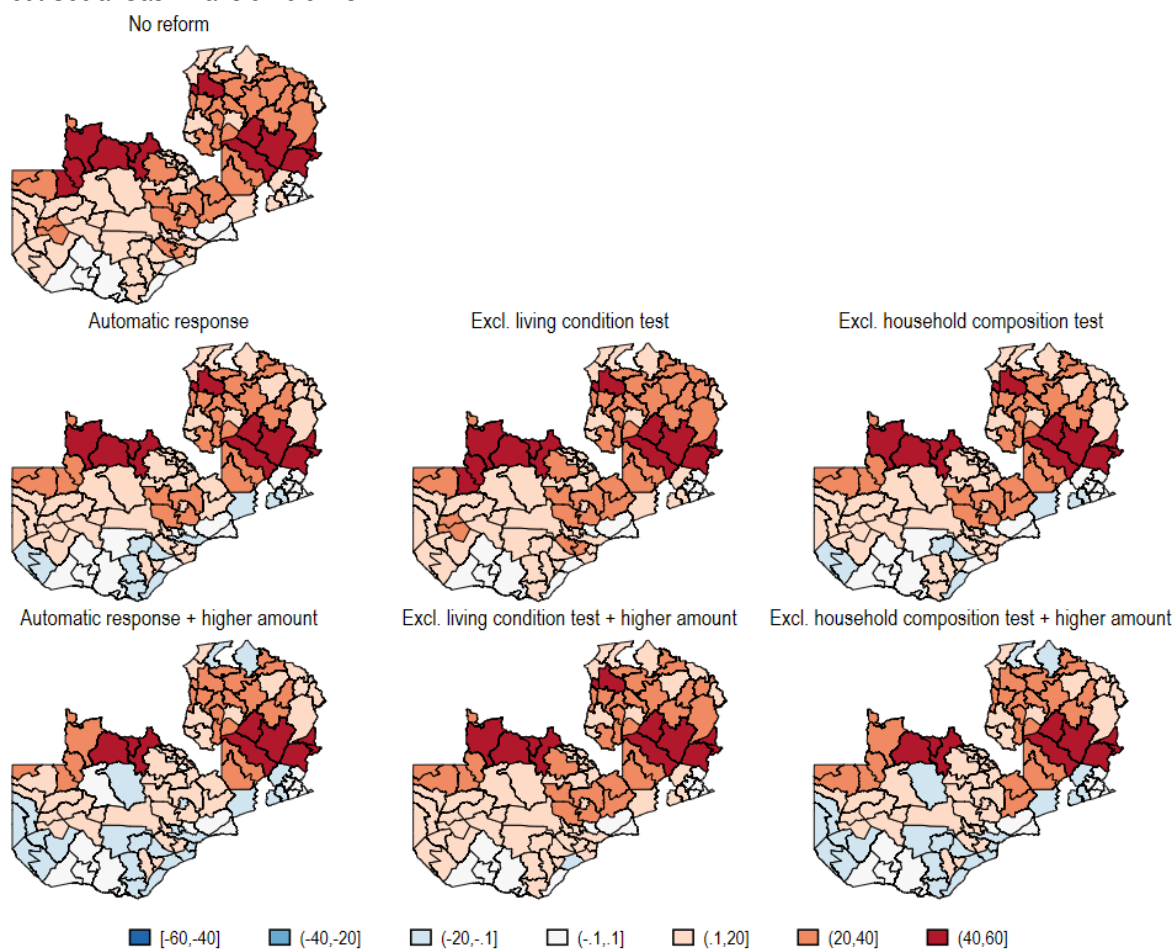 No reform
Automatic response
Excl. living condition test
Excl. household composition test
Automatic response + higher amount
Excl. living condition test + higher amount
Excl. household composition test + higher amount
[-60,-40]
(-40,-20]
(-20,-.1]
(-.1,.1]
(.1,20]
(20,40]
(40,60]